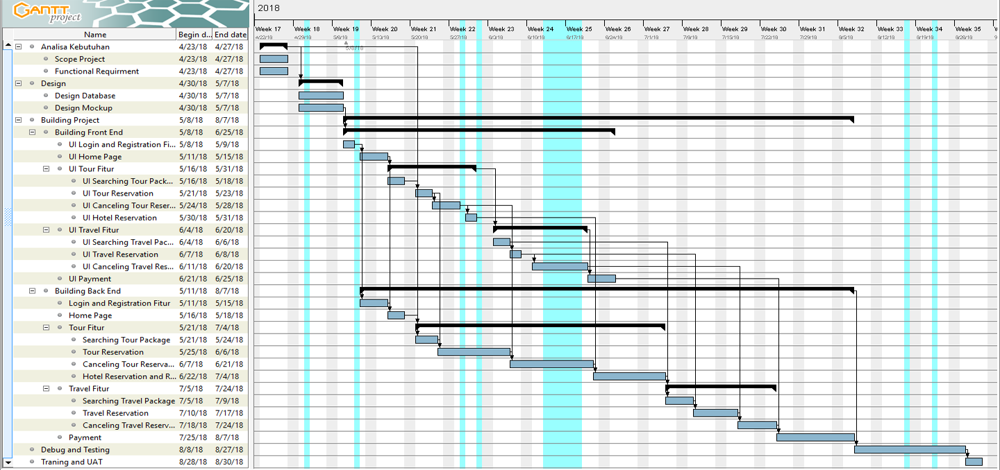 GANTT project
2018
Name Begin d... End date
Week 17 Week 18 Week 19 Week 20 Week 21 Week 22 Week 23 Week 24 Week 25 Week 26 Week 27 Week 28 Week 29 Week 30 Week 31 Week 32 Week 33 Week 34 Week 35 W
4/22/18 4/29/18 5/6/18 5/13/18 5/20/18 5/27/18 6/3/18 6/10/18 6/17/18 6/24/18 7/1/18 7/8/18 7/15/18 7/22/18 7/29/18 8/5/18 8/12/18 8/19/18 8/26/18 9
5/8/18
Analisa Kebutuhan 4/23/18 4/27/18
Scope Project 4/23/18 4/27/18
Functional Requirment 4/23/18 4/27/18
Design 4/30/18 5/7/18
Design Database 4/30/18 5/7/18
Design Mockup 4/30/18 5/7/18
Building Project 5/8/18 8/7/18
Building Front End 5/8/18 6/25/18
UI Login and Registration Fi... 5/8/18 5/9/18
UI Home Page 5/11/18 5/15/18
UI Tour Fitur 5/16/18 5/31/18
UI Searching Tour Pack... 5/16/18 5/18/18
UI Tour Reservation 5/21/18 5/23/18
UI Canceling Tour Reser... 5/24/18 5/28/18
UI Hotel Reservation 5/30/18 5/31/18
UI Travel Fitur 6/4/18 6/20/18
UI Searching Travel Pac... 6/4/18 6/6/18
UI Travel Reservation 6/7/18 6/8/18
UI Canceling Travel Res... 6/11/18 6/20/18
UI Payment 6/21/18 6/25/18
Building Back End 5/11/18 8/7/18
Login and Registration Fitur 5/11/18 5/15/18
Home Page 5/16/18 5/18/18
Tour Fitur 5/21/18 7/4/18
Searching Tour Package 5/21/18 5/24/18
Tour Reservation 5/25/18 6/6/18
Canceling Tour Reserva... 6/7/18 6/21/18
Hotel Reservation and R... 6/22/18 7/4/18
Travel Fitur 7/5/18 7/24/18
Searching Travel Package 7/5/18 7/9/18
Travel Reservation 7/10/18 7/17/18
Canceling Travel Reserv... 7/18/18 7/24/18
Payment 7/25/18 8/7/18
Debug and Testing 8/8/18 8/27/18
Traning and UAT 8/28/18 8/30/18